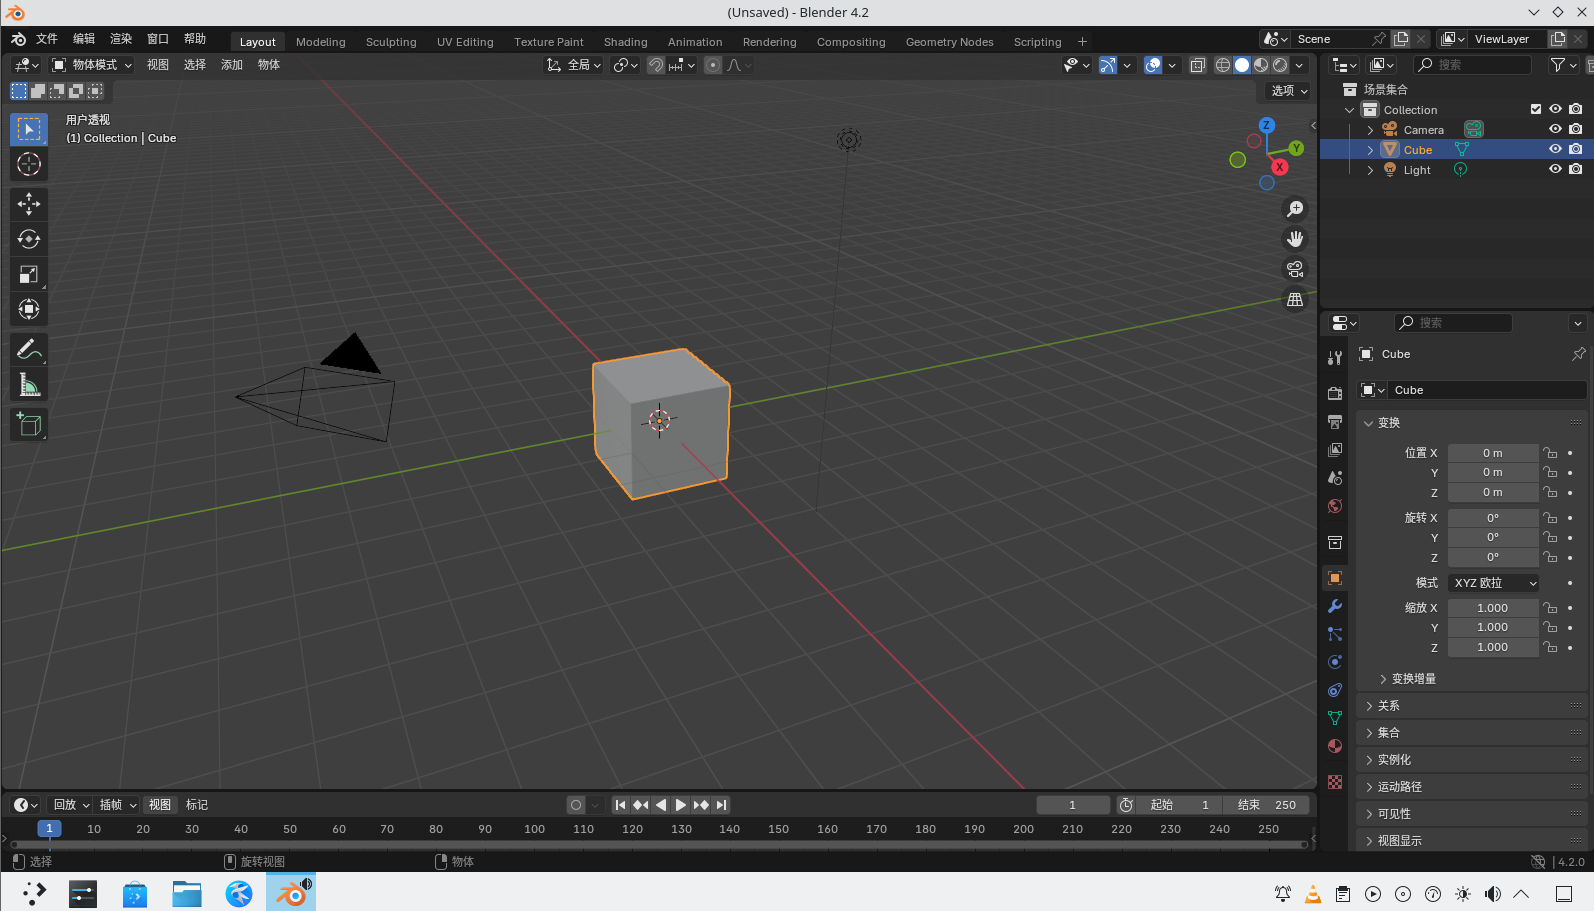 (Unsaved) - Blender 4.2
文件 编辑 渲染 窗口 帮助 Layout Modeling Sculpting UV Editing Texture Paint Shading Animation Rendering Compositing Geometry Nodes Scripting + Scene ViewLayer
物体模式 视图 选择 添加 物体 全局 搜索
选项
用户透视
(1) Collection | Cube
Z
Y
X
场景集合
Collection
Camera
Cube
Light
搜索
Cube
Cube
变换
位置 X 0 m
Y 0 m
Z 0 m
旋转 X 0°
Y 0°
Z 0°
模式 XYZ 欧拉
缩放 X 1.000
Y 1.000
Z 1.000
变换增量
关系
集合
实例化
运动路径
可见性
视图显示
回放 插帧 视图 标记 1 起始 1 结束 250
1 10 20 30 40 50 60 70 80 90 100 110 120 130 140 150 160 170 180 190 200 210 220 230 240 250
选择 旋转视图 物体 4.2.0